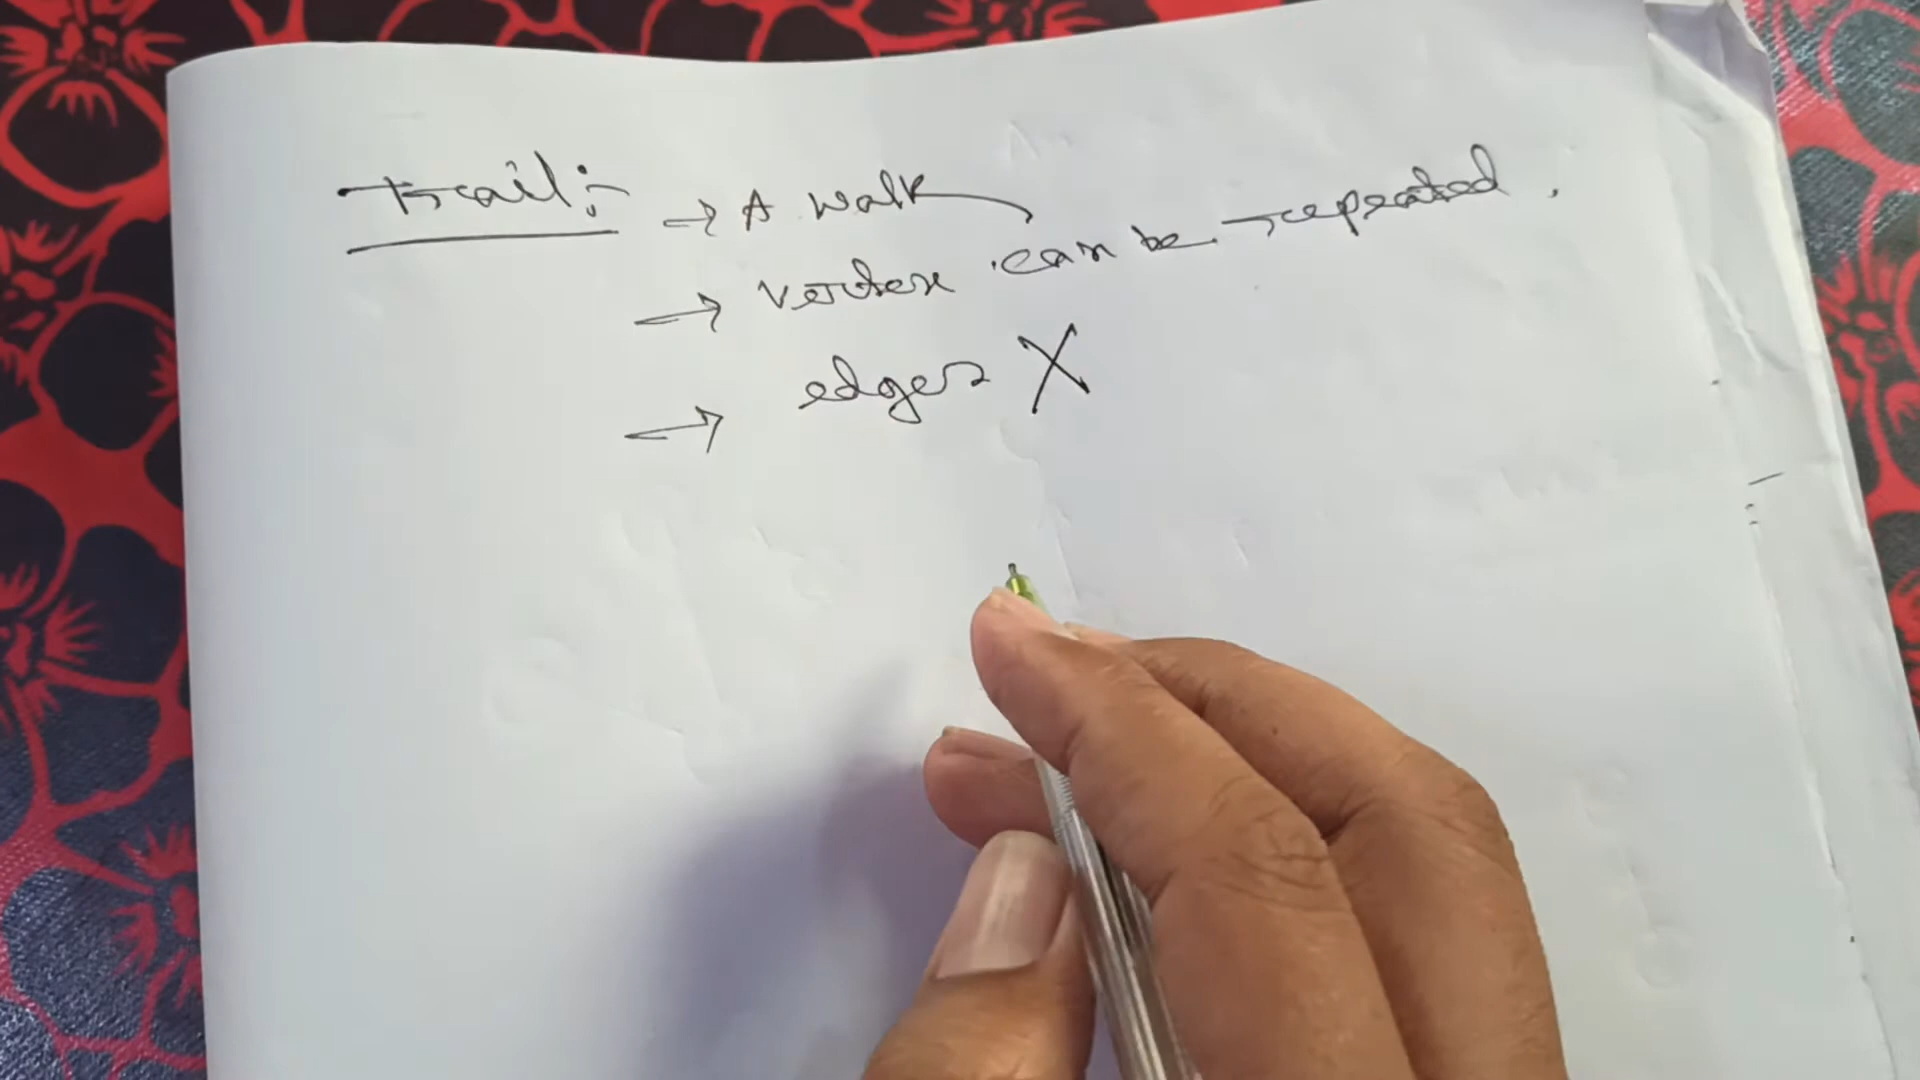 Trail:-
→ A walk
→ Vertex can be repeated.
→ edges X